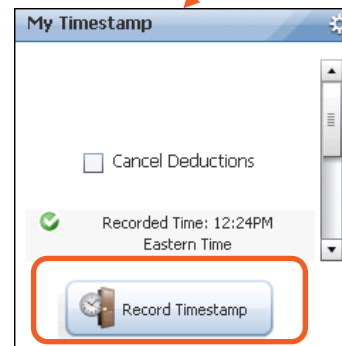 My Timestamp
Cancel Deductions
Recorded Time: 12:24PM
Eastern Time
Record Timestamp